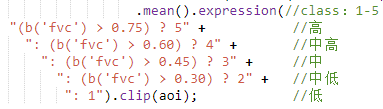 .mean().expression(//class：1-5
"(b('fvc') > 0.75) ? 5" + //高
": (b('fvc') > 0.60) ? 4" + //中高
": (b('fvc') > 0.45) ? 3" + //中
": (b('fvc') > 0.30) ? 2" + //中低
": 1").clip(aoi); //低